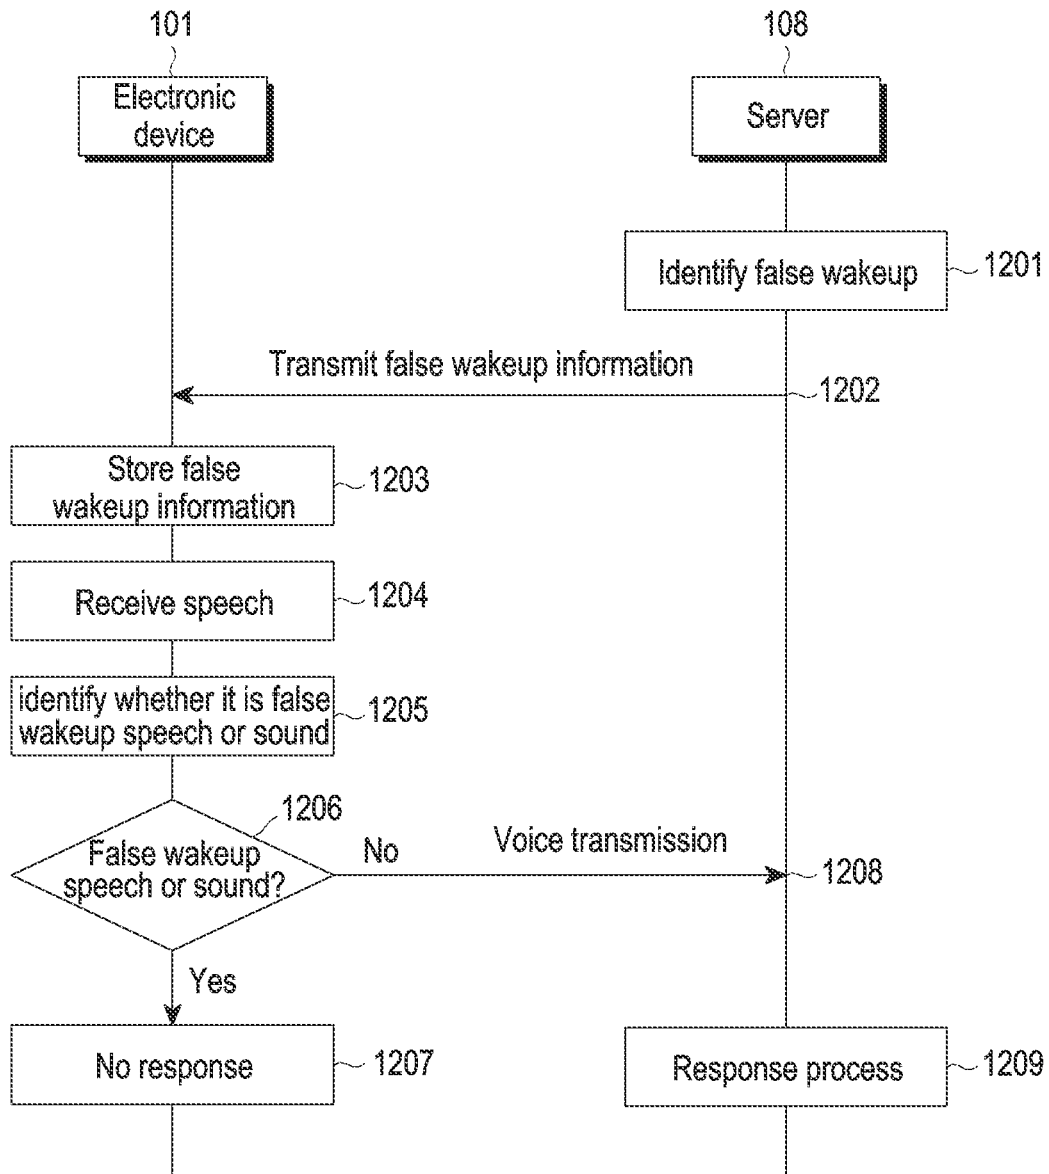 101
108
Electronic
device
Server
Identify false wakeup
1201
Transmit false wakeup information
1202
Store false
wakeup information
1203
Receive speech
1204
identify whether it is false
wakeup speech or sound
1205
1206
False wakeup
speech or sound?
No
Voice transmission
1208
Yes
No response
1207
Response process
1209